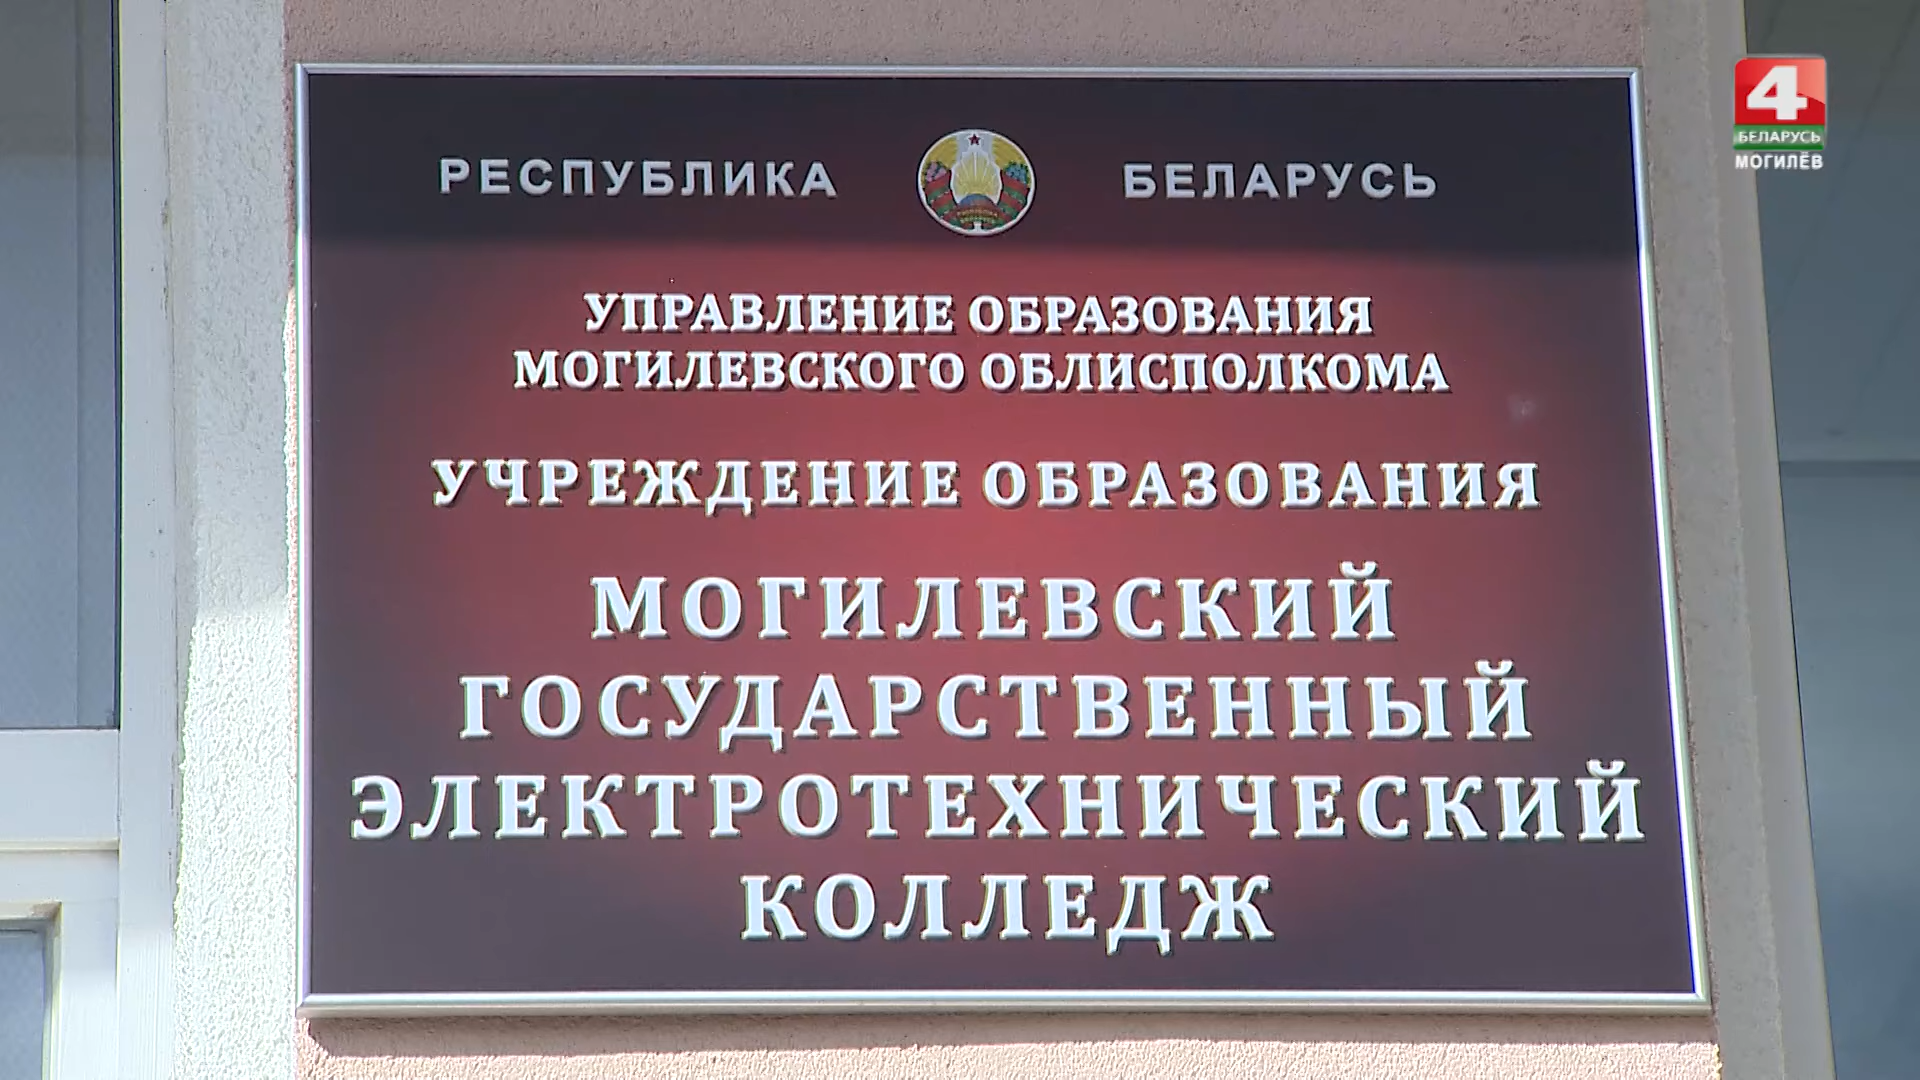 РЕСПУБЛИКА БЕЛАРУСЬ
УПРАВЛЕНИЕ ОБРАЗОВАНИЯ
МОГИЛЕВСКОГО ОБЛИСПОЛКОМА
УЧРЕЖДЕНИЕ ОБРАЗОВАНИЯ
МОГИЛЕВСКИЙ
ГОСУДАРСТВЕННЫЙ
ЭЛЕКТРОТЕХНИЧЕСКИЙ
КОЛЛЕДЖ
4
БЕЛАРУСЬ
МОГИЛЁВ